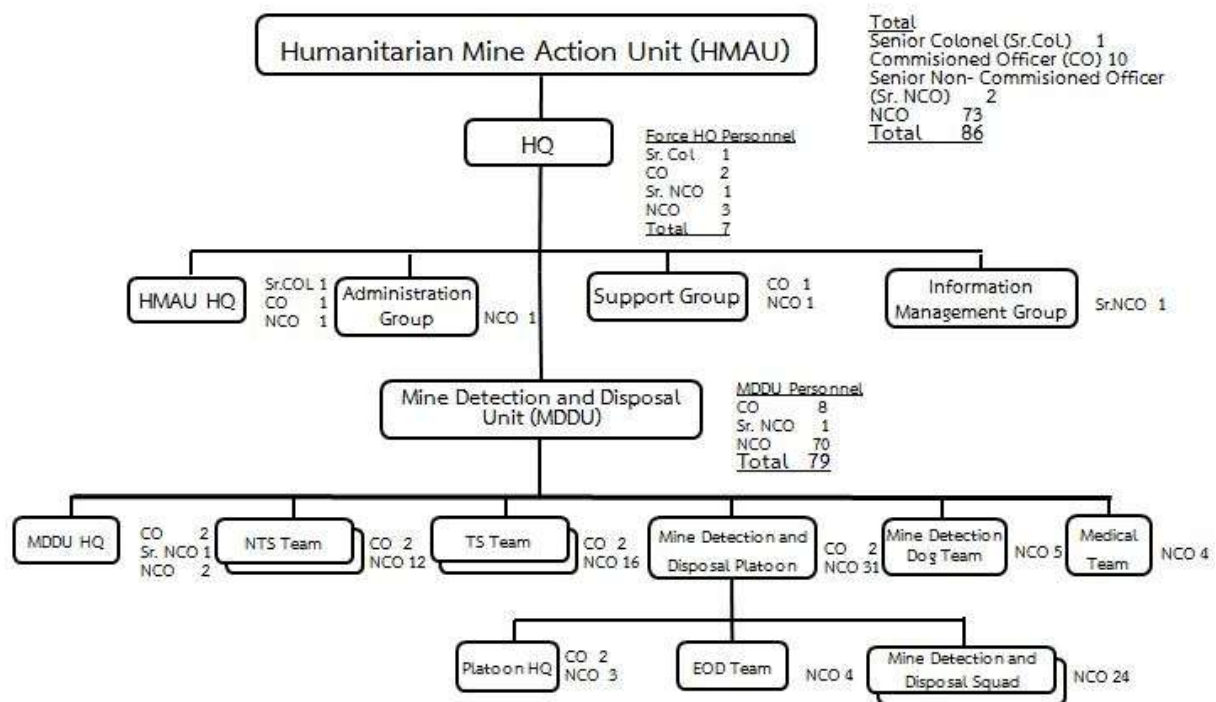 Humanitarian Mine Action Unit (HMAU)
Total
Senior Colonel (Sr.Col.) 1
Commisioned Officer (CO) 10
Senior Non- Commisioned Officer
(Sr. NCO) 2
NCO 73
Total 86
HQ
Force HQ Personnel
Sr. Col 1
CO 2
Sr. NCO 1
NCO 3
Total 7
HMAU HQ
Sr.COL 1
CO 1
NCO 1
Administration
Group
NCO 1
Support Group
CO 1
NCO 1
Information
Management Group
Sr.NCO 1
Mine Detection and Disposal
Unit (MDDU)
MDDU Personnel
CO 8
Sr. NCO 1
NCO 70
Total 79
MDDU HQ
CO 2
Sr. NCO 1
NCO 2
NTS Team
CO 2
NCO 12
TS Team
CO 2
NCO 16
Mine Detection and
Disposal Platoon
CO 2
NCO 31
Mine Detection
Dog Team
NCO 5
Medical
Team
NCO 4
Platoon HQ
CO 2
NCO 3
EOD Team
NCO 4
Mine Detection and
Disposal Squad
NCO 24